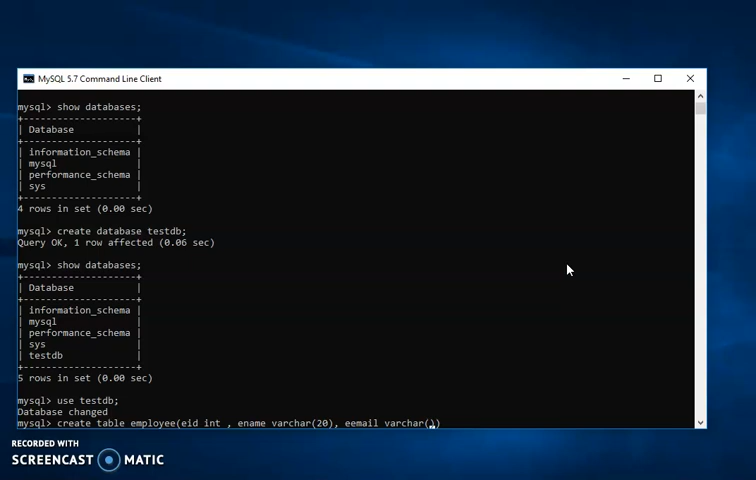 MySQL 5.7 Command Line Client
mysql> show databases;
+--------------------+
| Database           |
+--------------------+
| information_schema |
| mysql              |
| performance_schema |
| sys                |
+--------------------+
4 rows in set (0.00 sec)
mysql> create database testdb;
Query OK, 1 row affected (0.06 sec)
mysql> show databases;
+--------------------+
| Database           |
+--------------------+
| information_schema |
| mysql              |
| performance_schema |
| sys                |
| testdb             |
+--------------------+
5 rows in set (0.00 sec)
mysql> use testdb;
Database changed
mysql> create table employee(eid int , ename varchar(20), eemail varchar())
RECORDED WITH
SCREENCAST MATIC